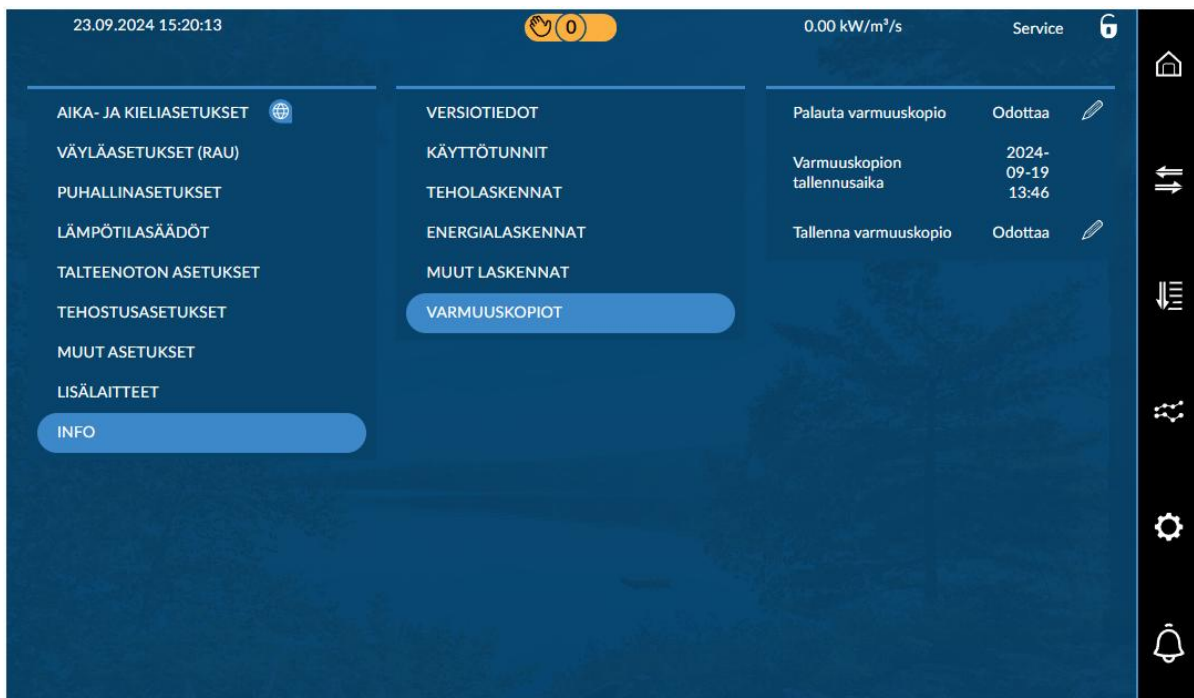 23.09.2024 15:20:13
0
0.00 kW/m³/s
Service
AIKA- JA KIELIASETUKSET
VÄYLÄASETUKSET (RAU)
PUHALLINASETUKSET
LÄMPÖTILASÄÄDÖT
TALTEENOTON ASETUKSET
TEHOSTUSASETUKSET
MUUT ASETUKSET
LISÄLAITTEET
INFO
VERSIOTIEDOT
KÄYTTÖTUNNIT
TEHOLASKENNAT
ENERGIALASKENNAT
MUUT LASKENNAT
VARMUUSKOPIOT
Palauta varmuuskopio
Odottaa
Varmuuskopion
tallennusaika
2024-
09-19
13:46
Tallenna varmuuskopio
Odottaa